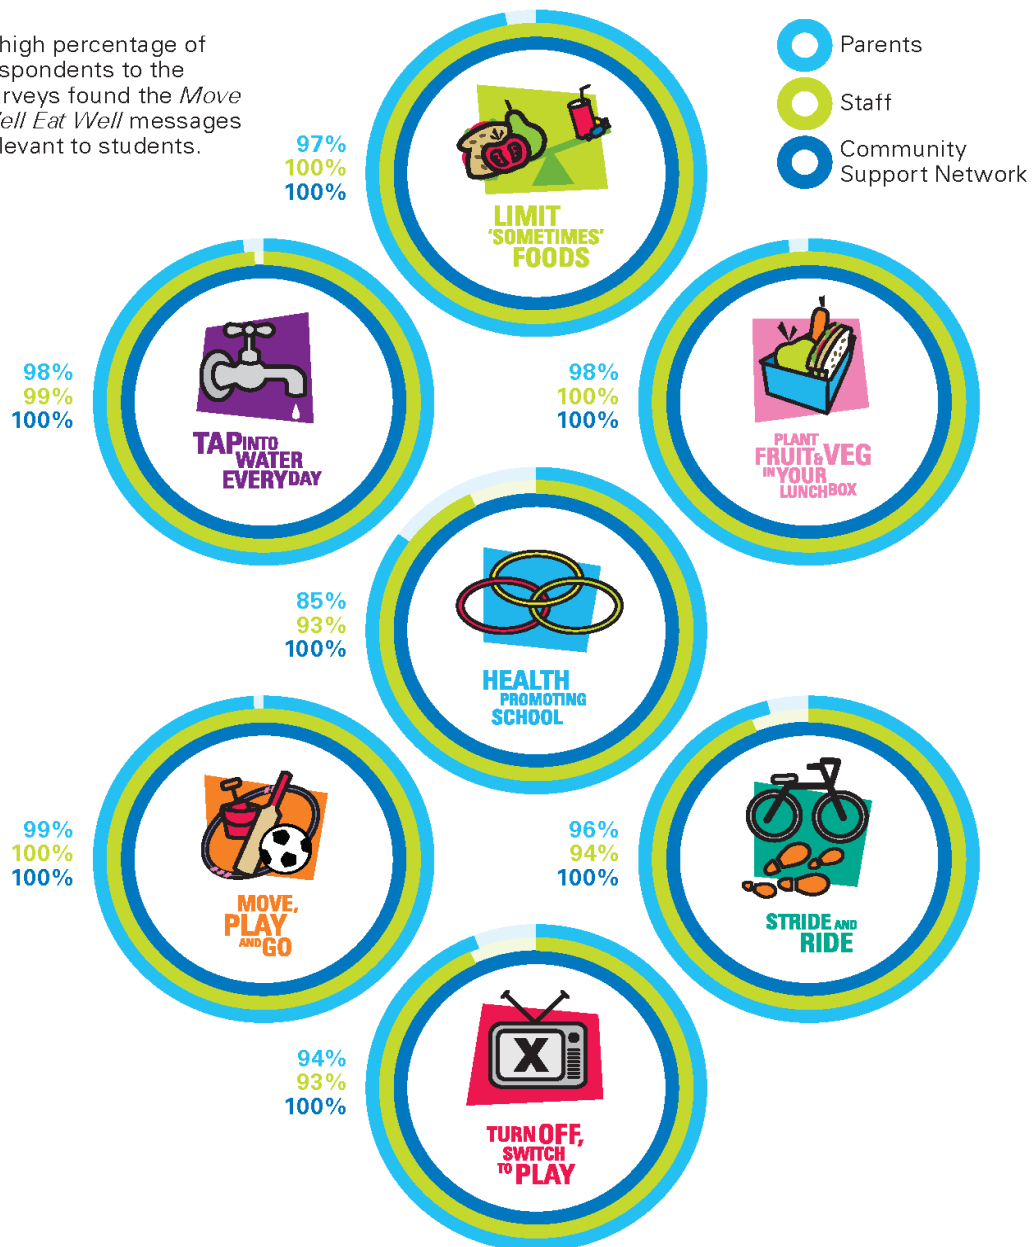 high percentage of
spondents to the
rveys found the Move
ell Eat Well messages
levant to students.
Parents
Staff
Community
Support Network
97%
100%
100%
LIMIT
'SOMETIMES'
FOODS
98%
99%
100%
TAP INTO
WATER
EVERYDAY
98%
100%
100%
PLANT
FRUIT & VEG
IN YOUR
LUNCHBOX
85%
93%
100%
HEALTH
PROMOTING
SCHOOL
99%
100%
100%
MOVE,
PLAY
AND GO
96%
94%
100%
STRIDE AND
RIDE
94%
93%
100%
X
TURN OFF,
SWITCH
TO PLAY